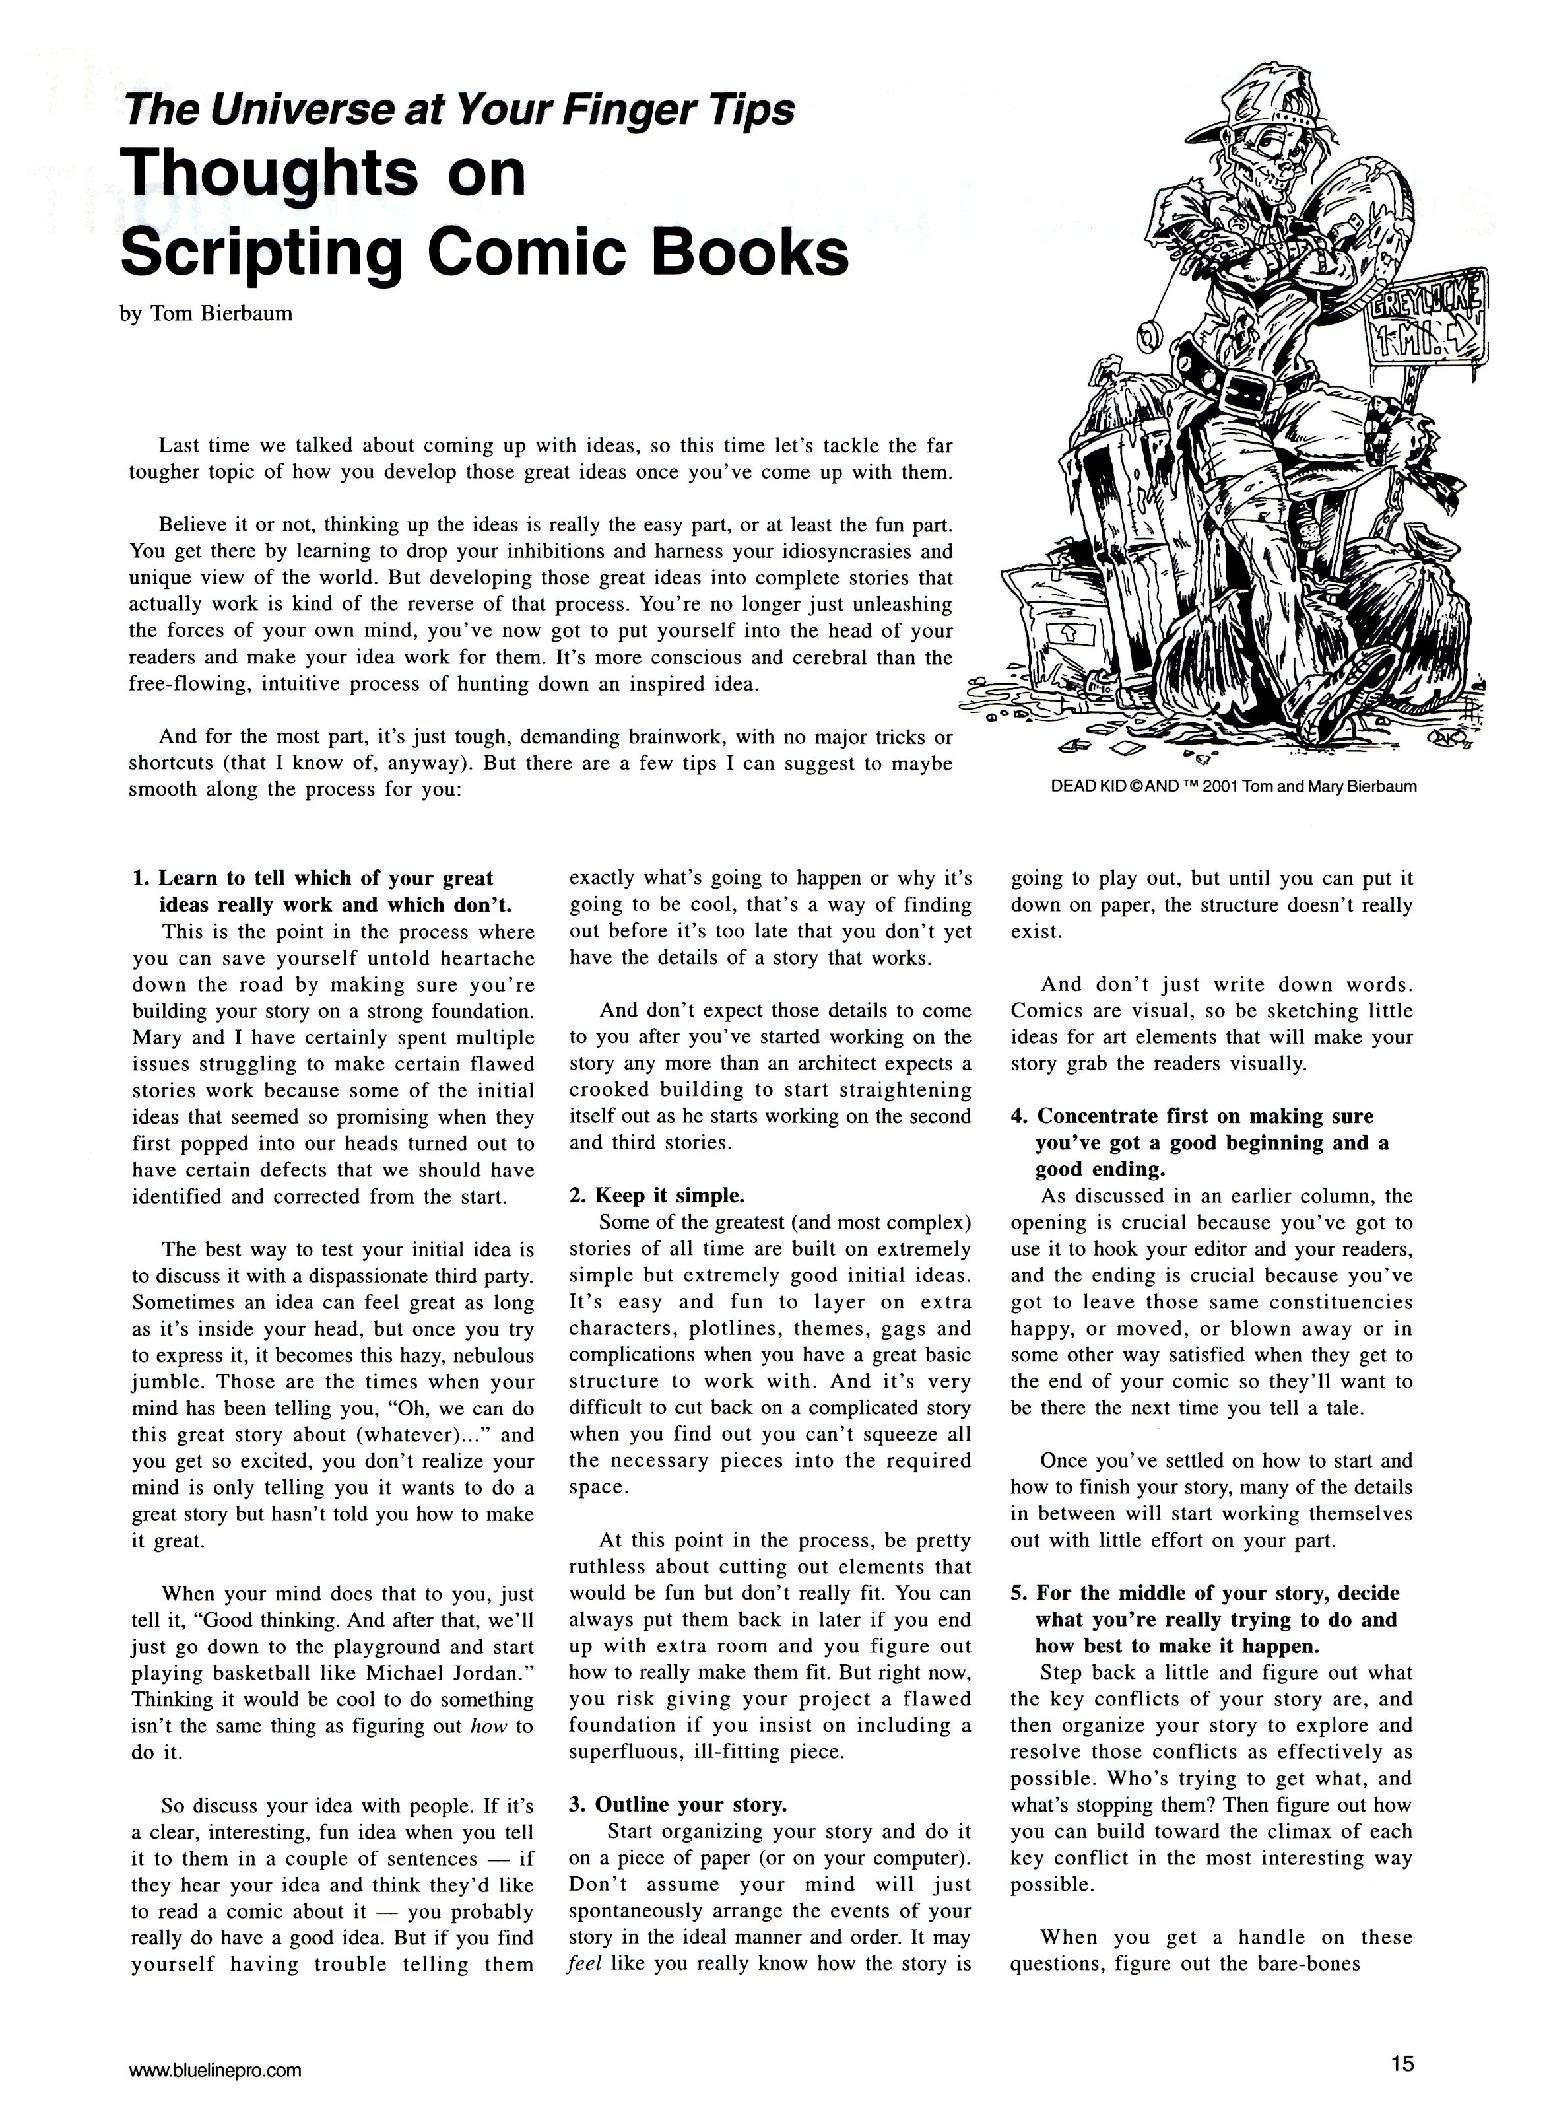 The Universe at Your Finger Tips
Thoughts on
Scripting Comic Books
by Tom Bierbaum
GREYLOCKE
1 MI.
DEAD KID © AND ™ 2001 Tom and Mary Bierbaum
Last time we talked about coming up with ideas, so this time let's tackle the far
tougher topic of how you develop those great ideas once you've come up with them.
Believe it or not, thinking up the ideas is really the easy part, or at least the fun part.
You get there by learning to drop your inhibitions and harness your idiosyncrasies and
unique view of the world. But developing those great ideas into complete stories that
actually work is kind of the reverse of that process. You're no longer just unleashing
the forces of your own mind, you've now got to put yourself into the head of your
readers and make your idea work for them. It's more conscious and cerebral than the
free-flowing, intuitive process of hunting down an inspired idea.
And for the most part, it's just tough, demanding brainwork, with no major tricks or
shortcuts (that I know of, anyway). But there are a few tips I can suggest to maybe
smooth along the process for you:
1. Learn to tell which of your great
ideas really work and which don't.
This is the point in the process where
you can save yourself untold heartache
down the road by making sure you're
building your story on a strong foundation.
Mary and I have certainly spent multiple
issues struggling to make certain flawed
stories work because some of the initial
ideas that seemed so promising when they
first popped into our heads turned out to
have certain defects that we should have
identified and corrected from the start.
The best way to test your initial idea is
to discuss it with a dispassionate third party.
Sometimes an idea can feel great as long
as it's inside your head, but once you try
to express it, it becomes this hazy, nebulous
jumble. Those are the times when your
mind has been telling you, "Oh, we can do
this great story about (whatever)..." and
you get so excited, you don't realize your
mind is only telling you it wants to do a
great story but hasn't told you how to make
it great.
When your mind does that to you, just
tell it, "Good thinking. And after that, we'll
just go down to the playground and start
playing basketball like Michael Jordan."
Thinking it would be cool to do something
isn't the same thing as figuring out how to
do it.
So discuss your idea with people. If it's
a clear, interesting, fun idea when you tell
it to them in a couple of sentences — if
they hear your idea and think they'd like
to read a comic about it — you probably
really do have a good idea. But if you find
yourself having trouble telling them
exactly what's going to happen or why it's
going to be cool, that's a way of finding
out before it's too late that you don't yet
have the details of a story that works.
And don't expect those details to come
to you after you've started working on the
story any more than an architect expects a
crooked building to start straightening
itself out as he starts working on the second
and third stories.
2. Keep it simple.
Some of the greatest (and most complex)
stories of all time are built on extremely
simple but extremely good initial ideas.
It's easy and fun to layer on extra
characters, plotlines, themes, gags and
complications when you have a great basic
structure to work with. And it's very
difficult to cut back on a complicated story
when you find out you can't squeeze all
the necessary pieces into the required
space.
At this point in the process, be pretty
ruthless about cutting out elements that
would be fun but don't really fit. You can
always put them back in later if you end
up with extra room and you figure out
how to really make them fit. But right now,
you risk giving your project a flawed
foundation if you insist on including a
superfluous, ill-fitting piece.
3. Outline your story.
Start organizing your story and do it
on a piece of paper (or on your computer).
Don't assume your mind will just
spontaneously arrange the events of your
story in the ideal manner and order. It may
feel like you really know how the story is
going to play out, but until you can put it
down on paper, the structure doesn't really
exist.
And don't just write down words.
Comics are visual, so be sketching little
ideas for art elements that will make your
story grab the readers visually.
4. Concentrate first on making sure
you've got a good beginning and a
good ending.
As discussed in an earlier column, the
opening is crucial because you've got to
use it to hook your editor and your readers,
and the ending is crucial because you've
got to leave those same constituencies
happy, or moved, or blown away or in
some other way satisfied when they get to
the end of your comic so they'll want to
be there the next time you tell a tale.
Once you've settled on how to start and
how to finish your story, many of the details
in between will start working themselves
out with little effort on your part.
5. For the middle of your story, decide
what you're really trying to do and
how best to make it happen.
Step back a little and figure out what
the key conflicts of your story are, and
then organize your story to explore and
resolve those conflicts as effectively as
possible. Who's trying to get what, and
what's stopping them? Then figure out how
you can build toward the climax of each
key conflict in the most interesting way
possible.
When you get a handle on these
questions, figure out the bare-bones
www.bluelinepro.com
15